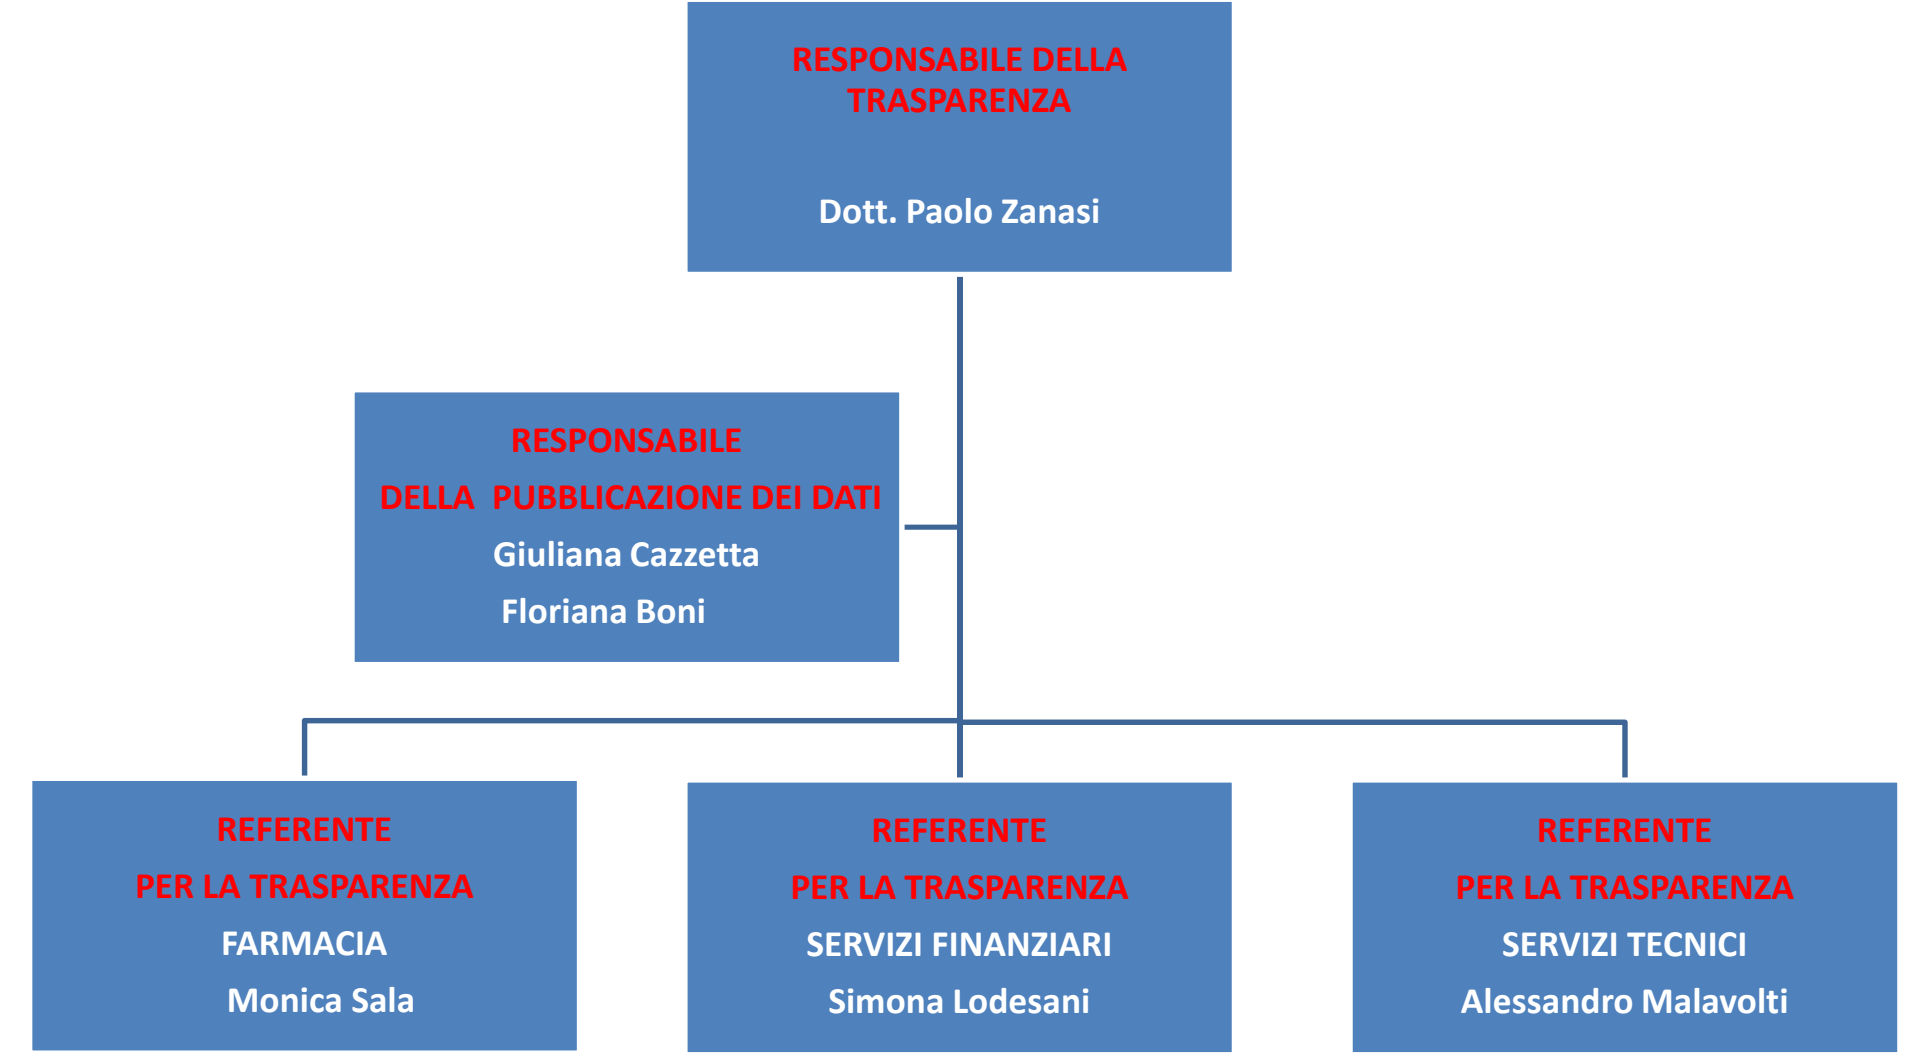 RESPONSABILE DELLA
TRASPARENZA
Dott. Paolo Zanasi
RESPONSABILE
DELLA  PUBBLICAZIONE DEI DATI
Giuliana Cazzetta
Floriana Boni
REFERENTE
PER LA TRASPARENZA
FARMACIA
Monica Sala
REFERENTE
PER LA TRASPARENZA
SERVIZI FINANZIARI
Simona Lodesani
REFERENTE
PER LA TRASPARENZA
SERVIZI TECNICI
Alessandro Malavolti